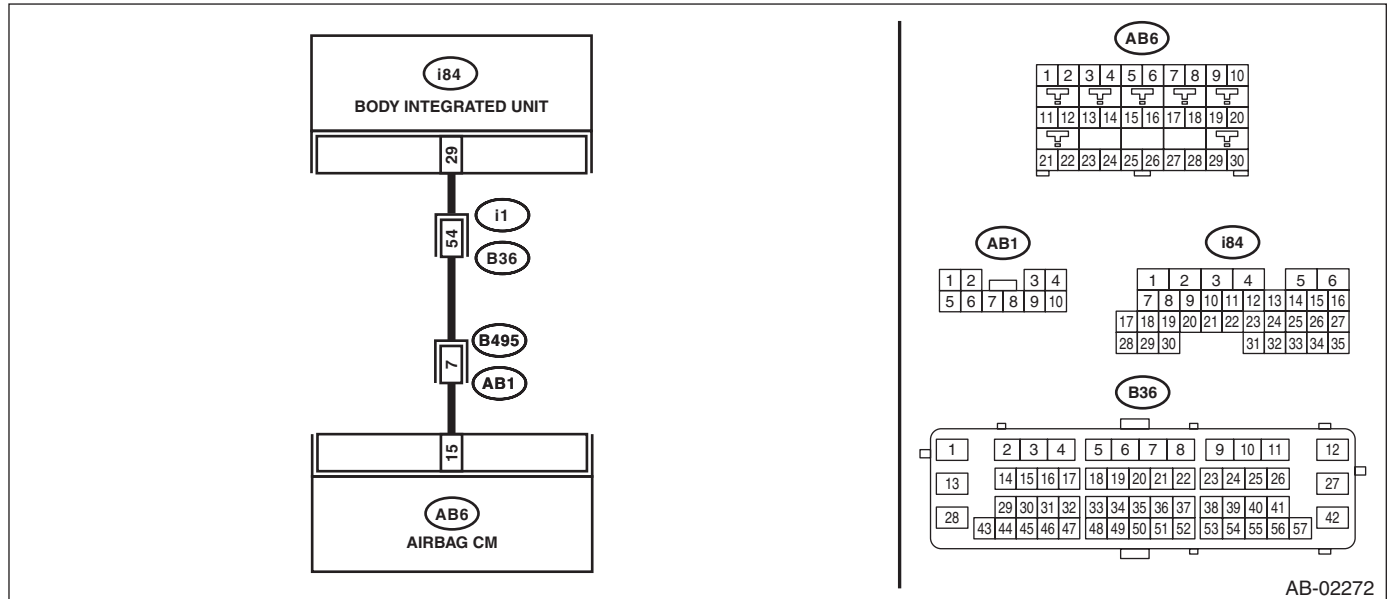 i84
BODY INTEGRATED UNIT
29
i1
54
B36
B495
7
AB1
15
AB6
AIRBAG CM
AB6
1 2 3 4 5 6 7 8 9 10
11 12 13 14 15 16 17 18 19 20
21 22 23 24 25 26 27 28 29 30
AB1
1 2 3 4
5 6 7 8 9 10
i84
1 2 3 4 5 6
7 8 9 10 11 12 13 14 15 16
17 18 19 20 21 22 23 24 25 26 27
28 29 30 31 32 33 34 35
B36
1 2 3 4 5 6 7 8 9 10 11 12
13 14 15 16 17 18 19 20 21 22 23 24 25 26 27
28 29 30 31 32 33 34 35 36 37 38 39 40 41 42
43 44 45 46 47 48 49 50 51 52 53 54 55 56 57
AB-02272